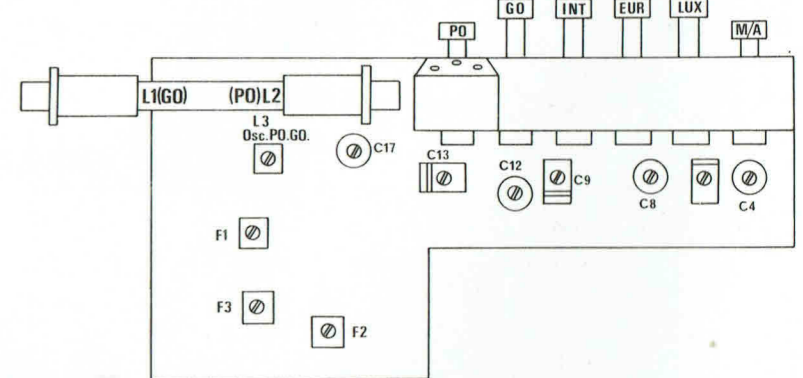 GO INT EUR LUX
PO M/A
L1(GO) (PO)L2
L3
Osc.PO.GO.
C17
C13
C12
C9
C8
C4
F1
F3
F2